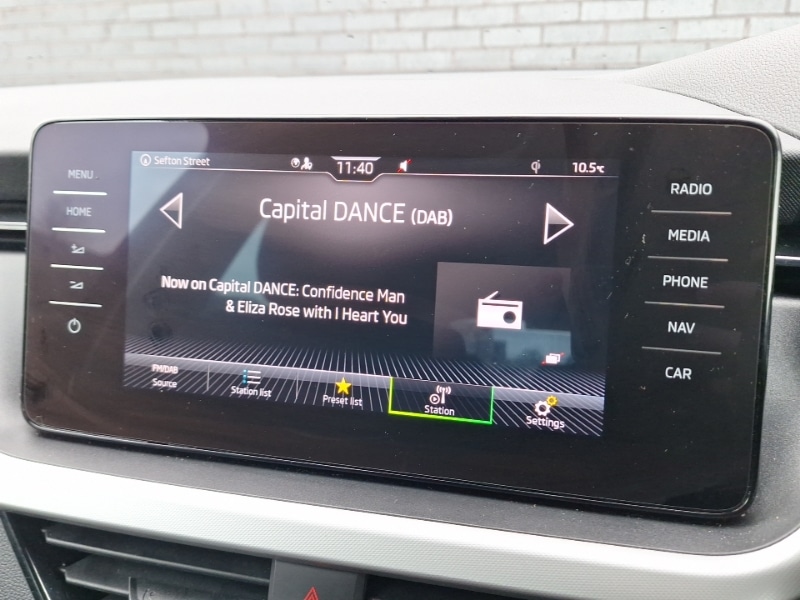 Sefton Street
11:40
10.5°C
MENU
HOME
RADIO
MEDIA
PHONE
NAV
CAR
Capital DANCE (DAB)
Now on Capital DANCE: Confidence Man
& Eliza Rose with I Heart You
FM/DAB
Source
Station list
Preset list
Station
Settings